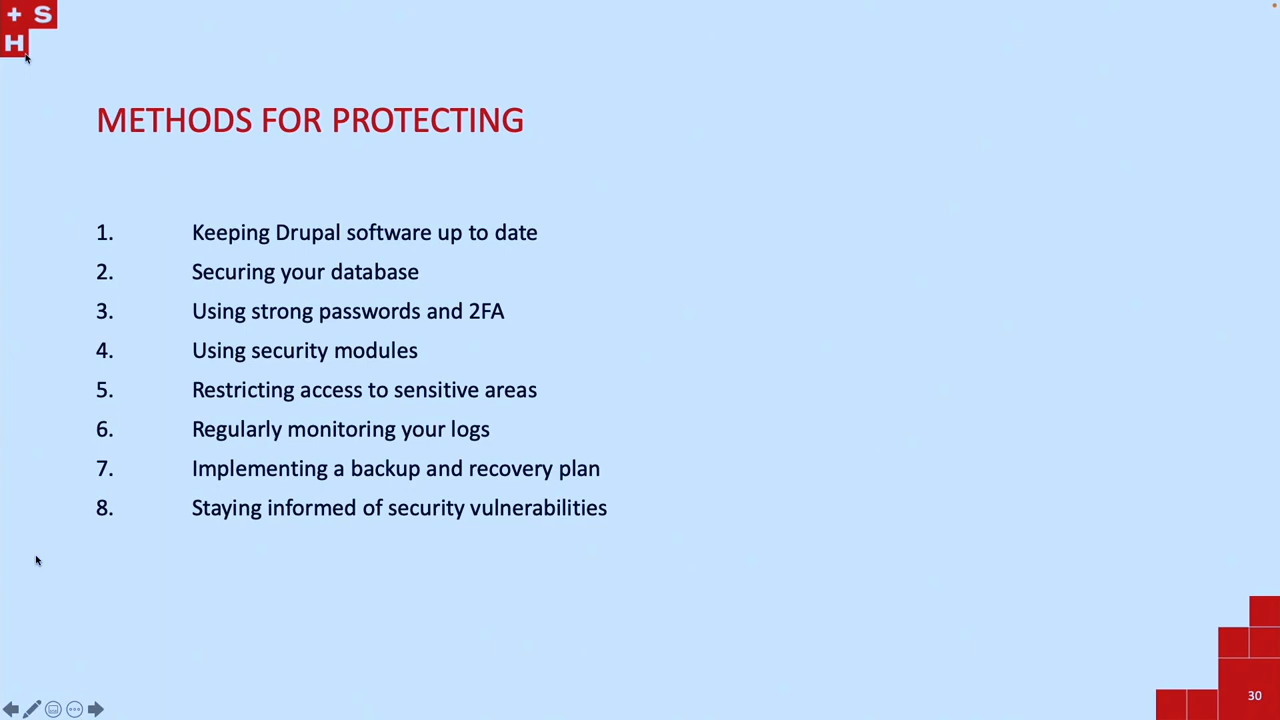 + S
H
METHODS FOR PROTECTING
1. Keeping Drupal software up to date
2. Securing your database
3. Using strong passwords and 2FA
4. Using security modules
5. Restricting access to sensitive areas
6. Regularly monitoring your logs
7. Implementing a backup and recovery plan
8. Staying informed of security vulnerabilities
30